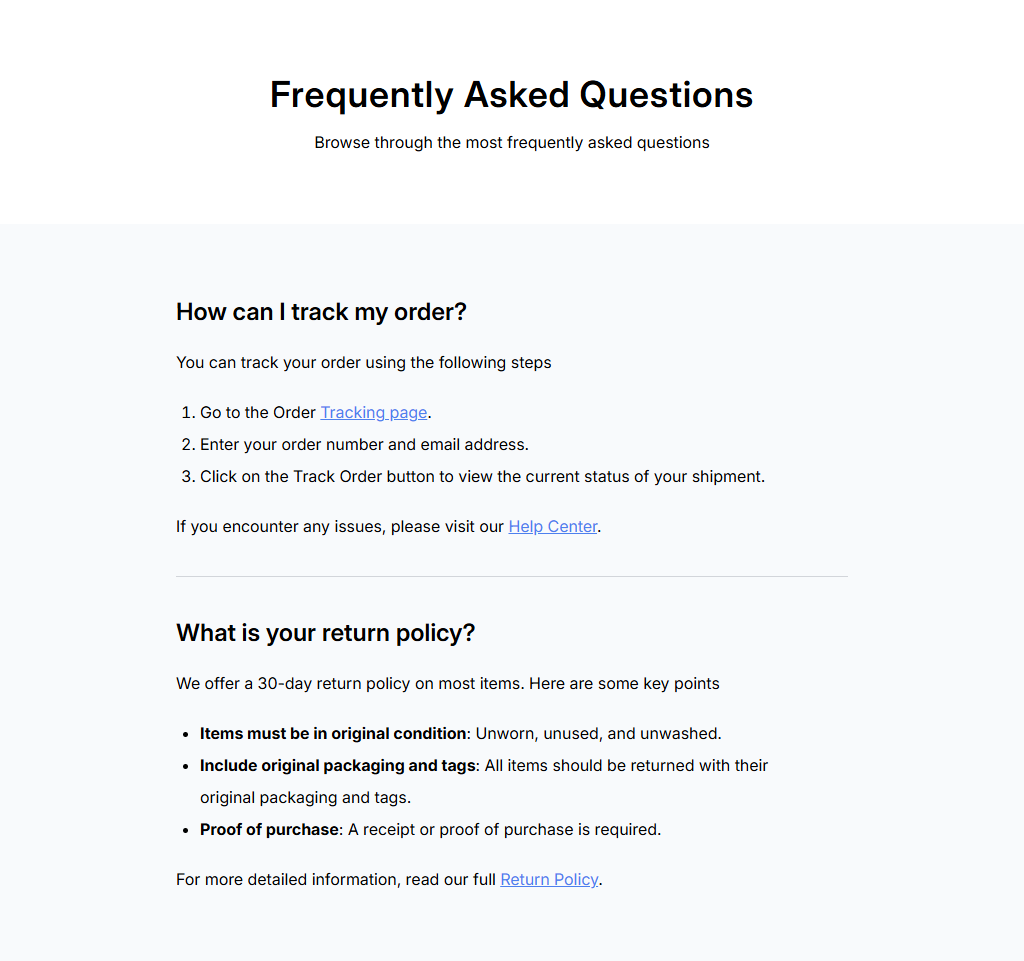 Frequently Asked Questions
Browse through the most frequently asked questions
How can I track my order?
You can track your order using the following steps
1. Go to the Order Tracking page.
2. Enter your order number and email address.
3. Click on the Track Order button to view the current status of your shipment.
If you encounter any issues, please visit our Help Center.
What is your return policy?
We offer a 30-day return policy on most items. Here are some key points
• Items must be in original condition: Unworn, unused, and unwashed.
• Include original packaging and tags: All items should be returned with their
original packaging and tags.
• Proof of purchase: A receipt or proof of purchase is required.
For more detailed information, read our full Return Policy.